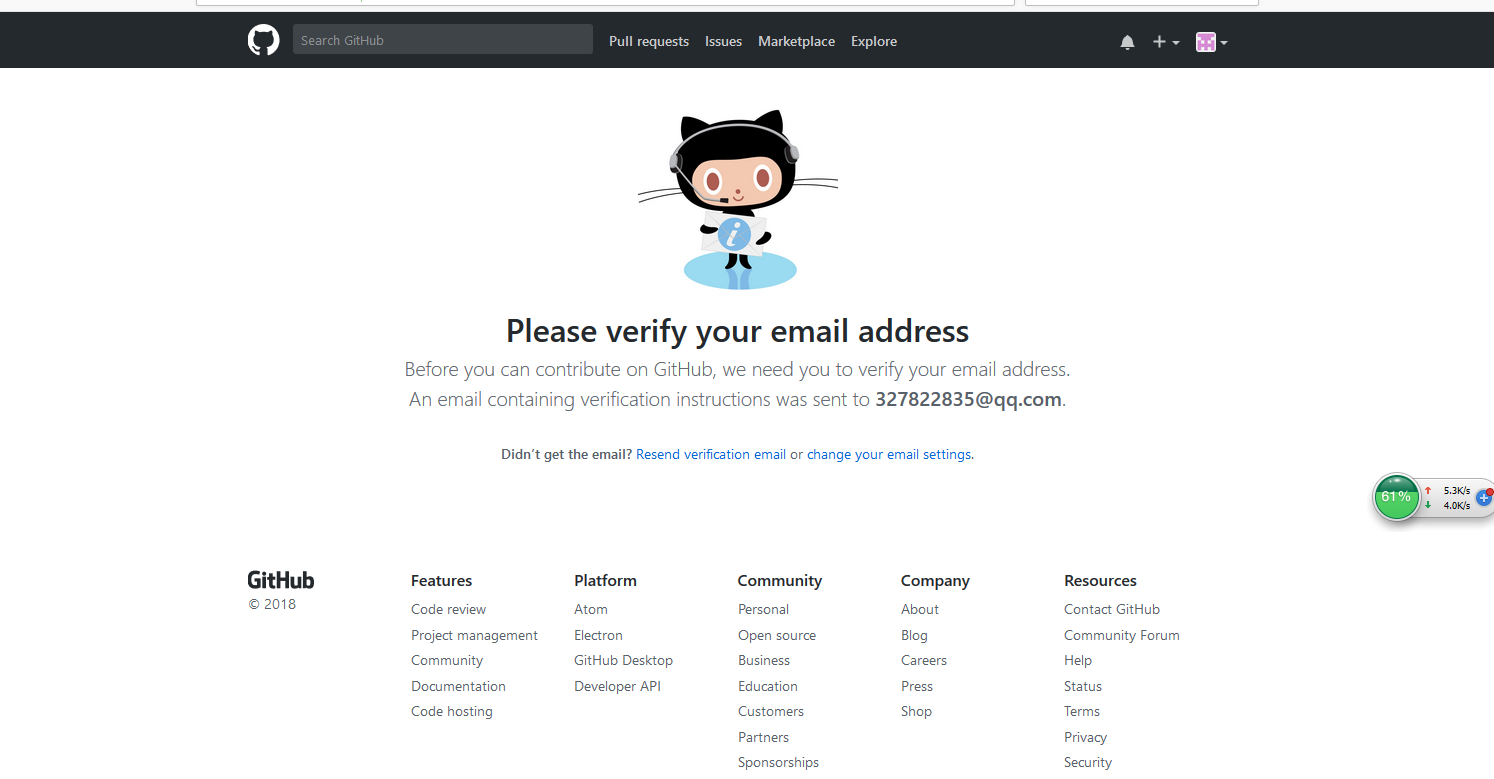 Search GitHub Pull requests Issues Marketplace Explore
Please verify your email address
Before you can contribute on GitHub, we need you to verify your email address.
An email containing verification instructions was sent to 327822835@qq.com.
Didn't get the email? Resend verification email or change your email settings.
61% 5.3K/s
4.0K/s
GitHub
© 2018
Features
Code review
Project management
Community
Documentation
Code hosting
Platform
Atom
Electron
GitHub Desktop
Developer API
Community
Personal
Open source
Business
Education
Customers
Partners
Sponsorships
Company
About
Blog
Careers
Press
Shop
Resources
Contact GitHub
Community Forum
Help
Status
Terms
Privacy
Security